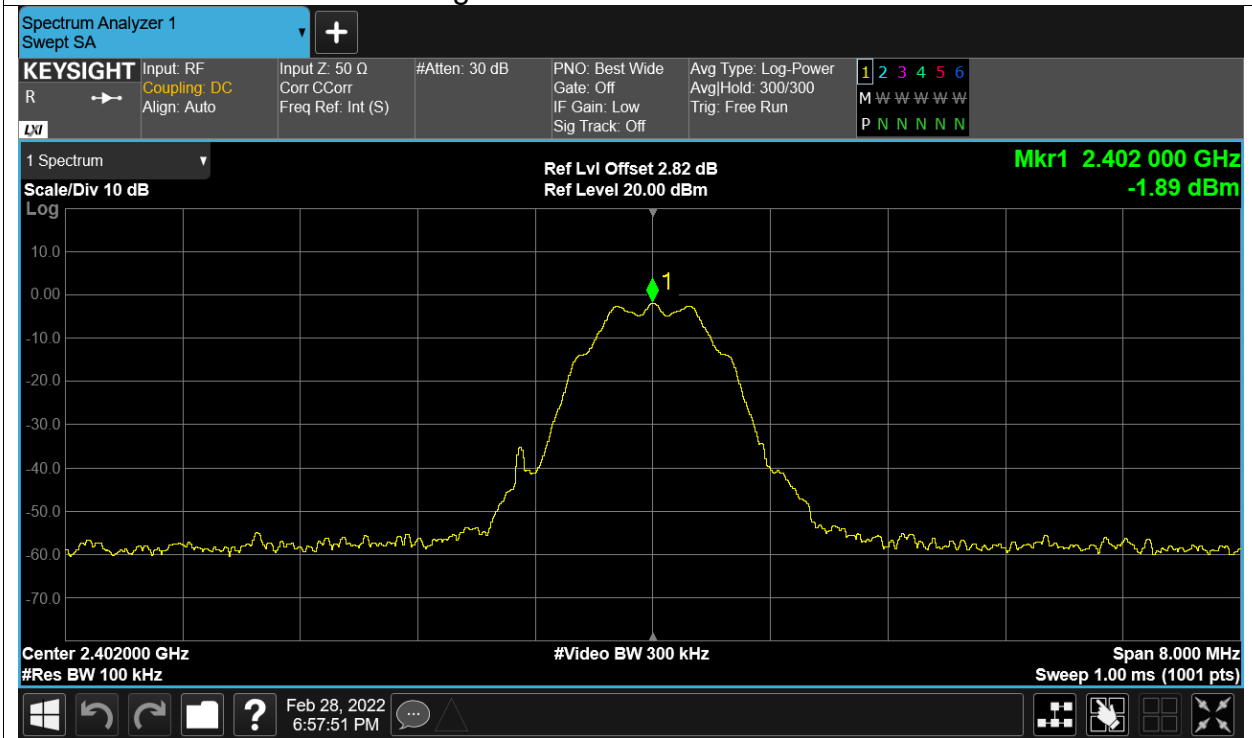 Spectrum Analyzer 1
Swept SA
+
KEYSIGHT
R
LXI
Input: RF
Coupling: DC
Align: Auto
Input Z: 50 Ω
Corr CCorr
Freq Ref: Int (S)
#Atten: 30 dB
PNO: Best Wide
Gate: Off
IF Gain: Low
Sig Track: Off
Avg Type: Log-Power
Avg|Hold: 300/300
Trig: Free Run
1 2 3 4 5 6
M W W W W W
P N N N N N
1 Spectrum
Scale/Div 10 dB
Ref Lvl Offset 2.82 dB
Ref Level 20.00 dBm
Mkr1 2.402 000 GHz
-1.89 dBm
Log
10.0
0.00
-10.0
-20.0
-30.0
-40.0
-50.0
-60.0
-70.0
1
Center 2.402000 GHz
#Res BW 100 kHz
#Video BW 300 kHz
Span 8.000 MHz
Sweep 1.00 ms (1001 pts)
?
Feb 28, 2022
6:57:51 PM